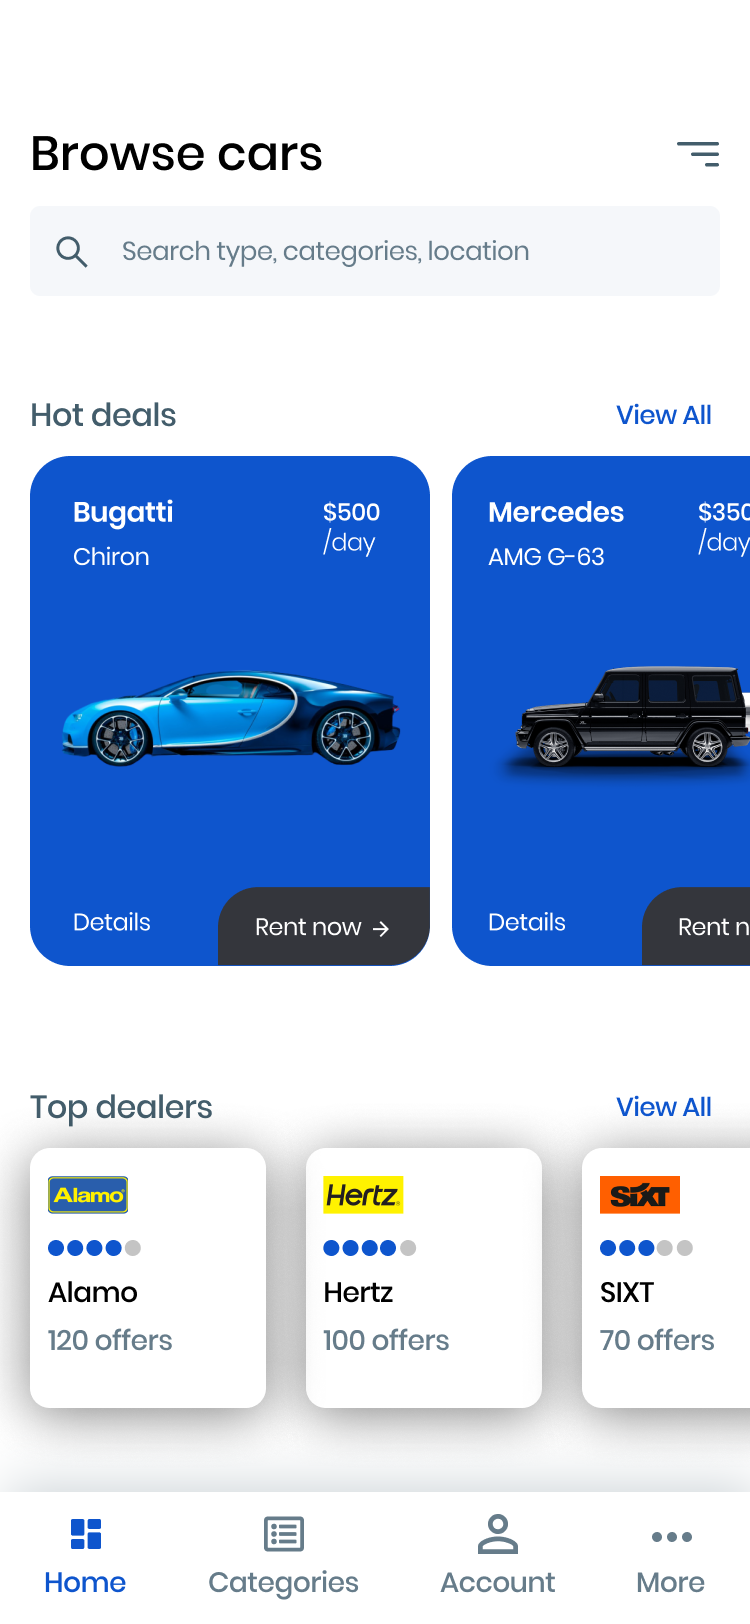 Browse cars
Search type, categories, location
Hot deals
View All
Bugatti
$500
Chiron
/day
Mercedes
$350
AMG G-63
/day
Details
Rent now →
Details
Rent n
Top dealers
View All
Alamo
Hertz
SIXT
Alamo
Hertz
SIXT
120 offers
100 offers
70 offers
Home
Categories
Account
More